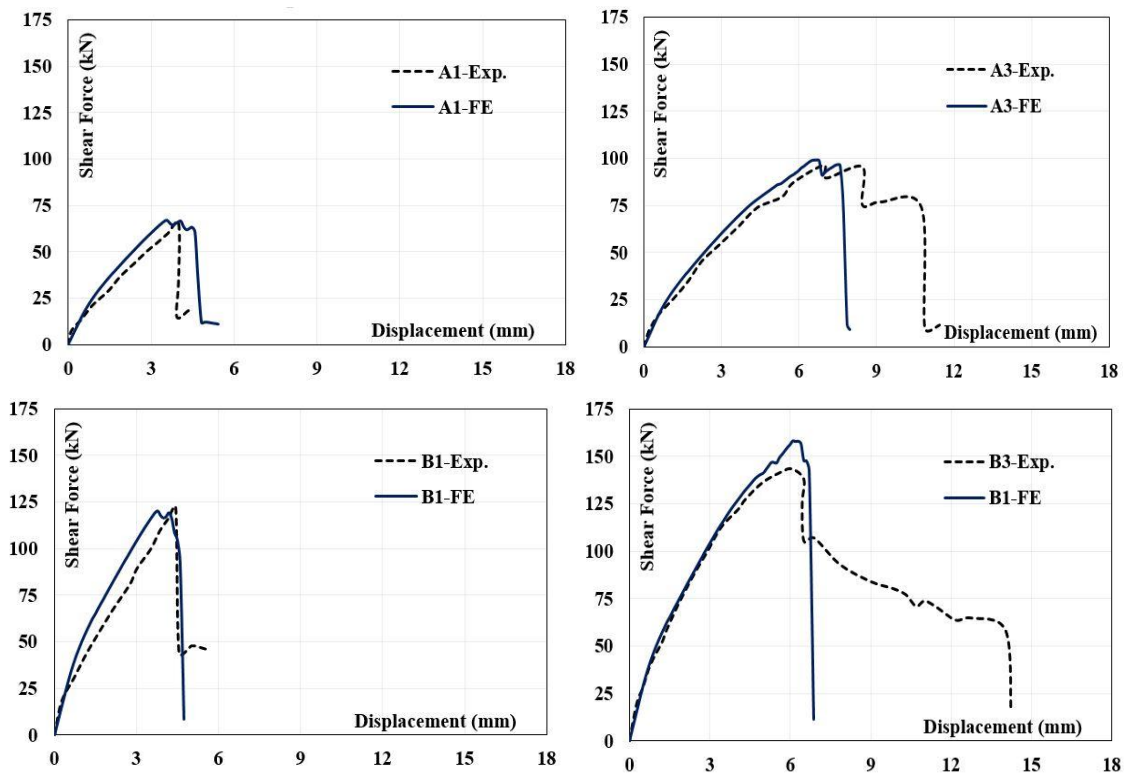 175
150
125
100
75
50
25
0
Shear Force (kN)
A1-Exp.
A1-FE
Displacement (mm)
0 3 6 9 12 15 18
175
150
125
100
75
50
25
0
Shear Force (kN)
A3-Exp.
A3-FE
Displacement (mm)
0 3 6 9 12 15 18
175
150
125
100
75
50
25
0
Shear Force (kN)
B1-Exp.
B1-FE
Displacement (mm)
0 3 6 9 12 15 18
175
150
125
100
75
50
25
0
Shear Force (kN)
B3-Exp.
B1-FE
Displacement (mm)
0 3 6 9 12 15 18